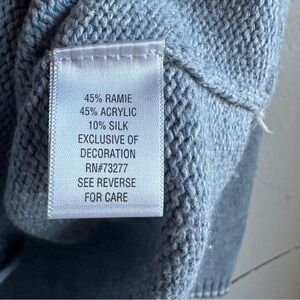 45% RAMIE
45% ACRYLIC
10% SILK
EXCLUSIVE OF
DECORATION
RN#73277
SEE REVERSE
FOR CARE